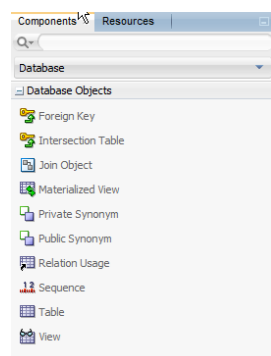 Components Resources
Database
Database Objects
Foreign Key
Intersection Table
Join Object
Materialized View
Private Synonym
Public Synonym
Relation Usage
Sequence
Table
View